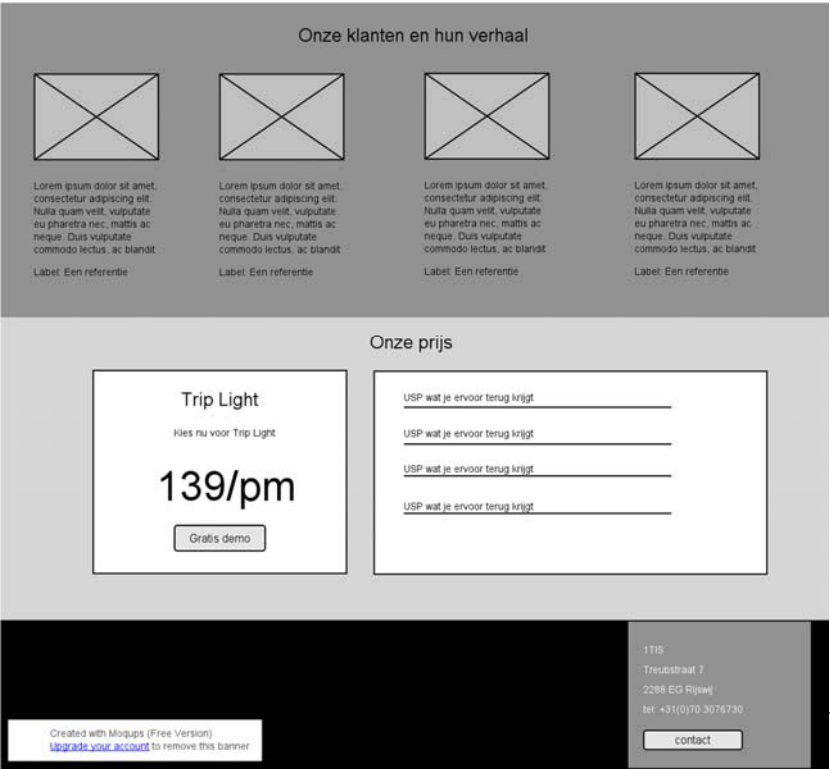 Onze klanten en hun verhaal
Lorem ipsum dolor sit amet,
consectetur adipiscing elit.
Nulla quam velit, vulputate
eu pharetra nec, mattis ac
neque. Duis vulputate
commodo lectus, ac blandit
Label: Een referentie
Lorem ipsum dolor sit amet,
consectetur adipiscing elit.
Nulla quam velit, vulputate
eu pharetra nec, mattis ac
neque. Duis vulputate
commodo lectus, ac blandit
Label: Een referentie
Lorem ipsum dolor sit amet,
consectetur adipiscing elit.
Nulla quam velit, vulputate
eu pharetra nec, mattis ac
neque. Duis vulputate
commodo lectus, ac blandit
Label: Een referentie
Lorem ipsum dolor sit amet,
consectetur adipiscing elit.
Nulla quam velit, vulputate
eu pharetra nec, mattis ac
neque. Duis vulputate
commodo lectus, ac blandit
Label: Een referentie
Onze prijs
Trip Light
Kies nu voor Trip Light
139/pm
Gratis demo
USP wat je ervoor terug krijgt
USP wat je ervoor terug krijgt
USP wat je ervoor terug krijgt
USP wat je ervoor terug krijgt
1TIS
Treubstraat 7
2288 EG Rijswij
tel: +31(0)70 3076730
contact
Created with Moqups (Free Version)
Upgrade your account to remove this banner